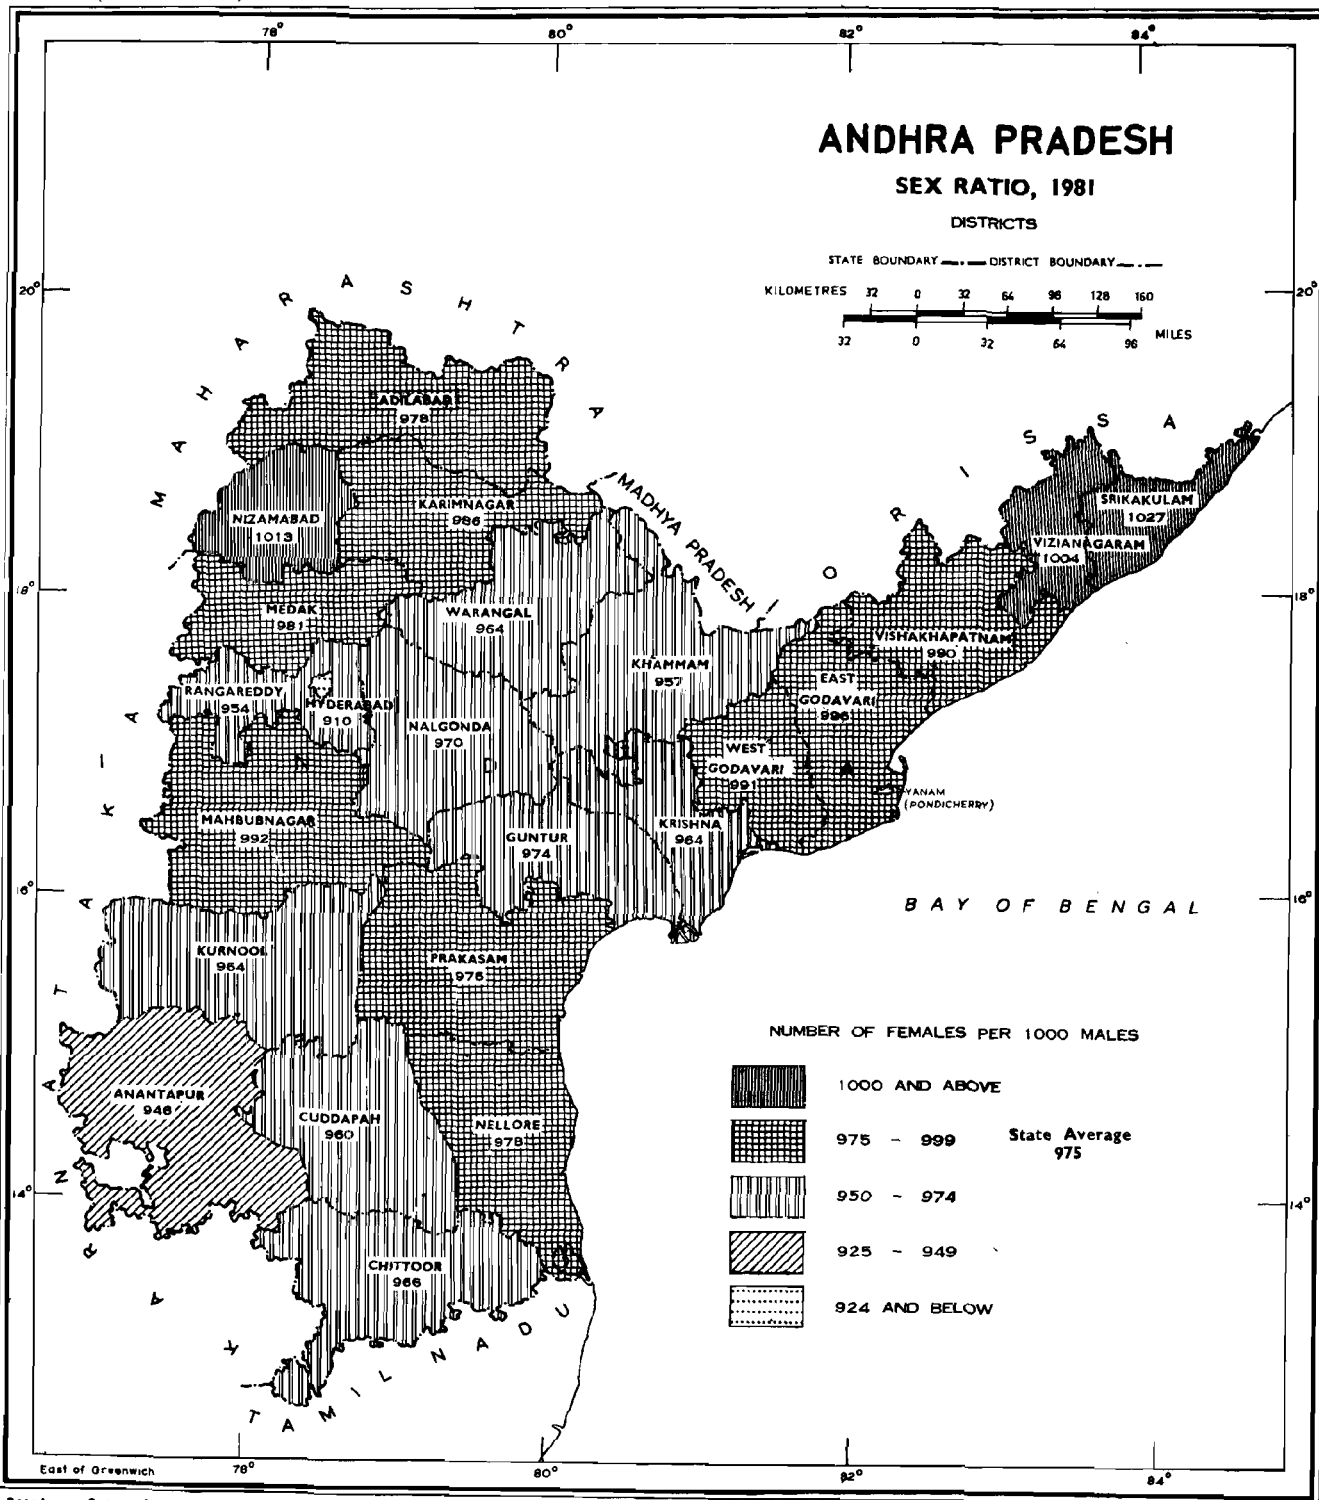 78° 80° 82° 84°
ANDHRA PRADESH
SEX RATIO, 1981
DISTRICTS
STATE BOUNDARY DISTRICT BOUNDARY
KILOMETRES 32 0 32 64 96 128 160
32 0 32 64 96 MILES
20° 20°
MAHARASHTRA
ORISSA
MADHYA PRADESH
ADILABAD
978
NIZAMABAD
1013
KARIMNAGAR
986
SRIKAKULAM
1027
VIZIANAGARAM
1004
18° 18°
MEDAK
981
WARANGAL
964
VISHAKHAPATNAM
990
KHAMMAM
957
RANGAREDDY
954
HYDERABAD
910
EAST
GODAVARI
996
NALGONDA
970
WEST
GODAVARI
991
YANAM
(PONDICHERRY)
MAHBUBNAGAR
992
GUNTUR
974
KRISHNA
964
16° 16°
BAY OF BENGAL
KARNATAKA
KURNOOL
964
PRAKASAM
976
ANANTAPUR
946
CUDDAPAH
960
NELLORE
978
14° 14°
CHITTOOR
966
TAMIL NADU
NUMBER OF FEMALES PER 1000 MALES
1000 AND ABOVE
975 - 999 State Average
975
950 - 974
925 - 949
924 AND BELOW
East of Greenwich 78° 80° 82° 84°